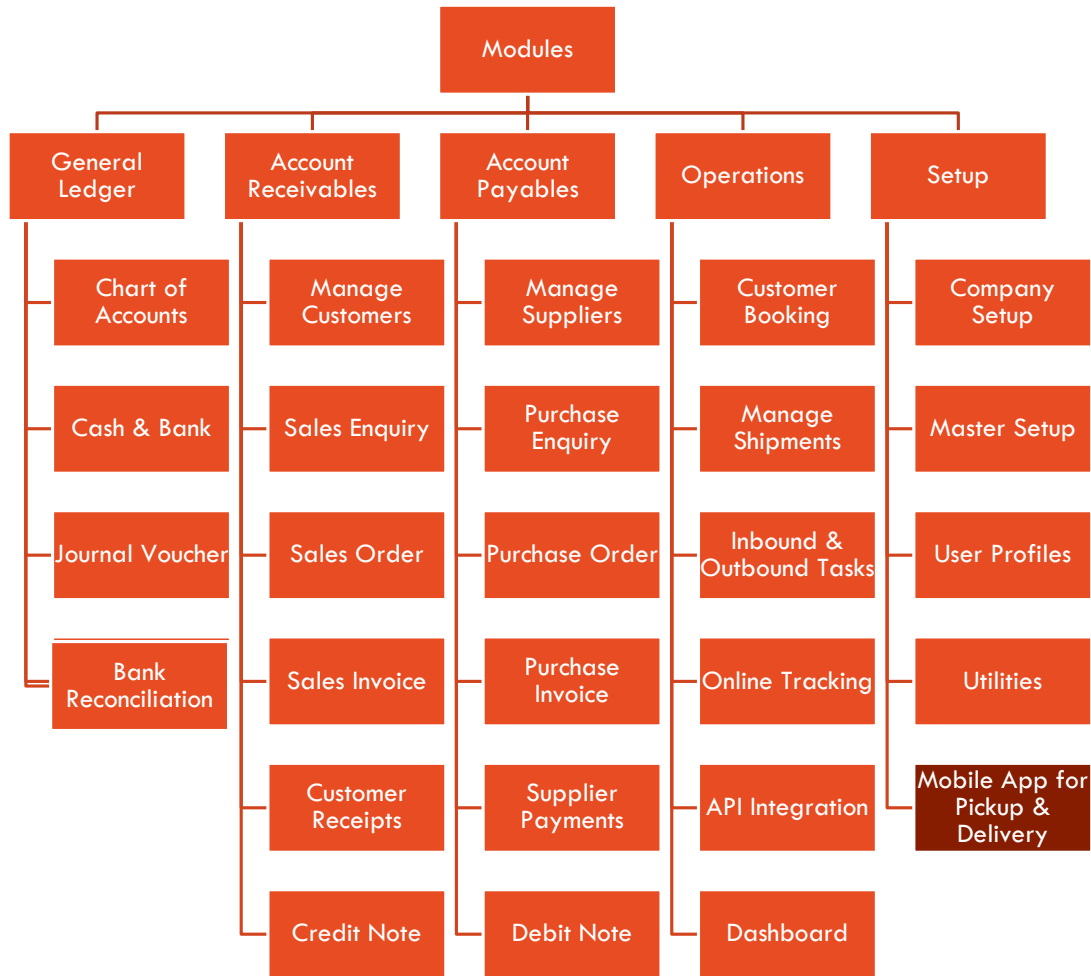 Modules
General
Ledger
Account
Receivables
Account
Payables
Operations
Setup
Chart of
Accounts
Cash & Bank
Journal Voucher
Bank
Reconciliation
Manage
Customers
Sales Enquiry
Sales Order
Sales Invoice
Customer
Receipts
Credit Note
Manage
Suppliers
Purchase
Enquiry
Purchase Order
Purchase
Invoice
Supplier
Payments
Debit Note
Customer
Booking
Manage
Shipments
Inbound &
Outbound Tasks
Online Tracking
API Integration
Dashboard
Company
Setup
Master Setup
User Profiles
Utilities
Mobile App for
Pickup &
Delivery